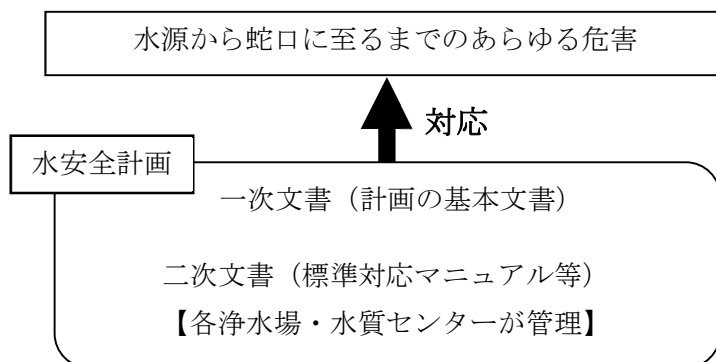 水源から蛇口に至るまでのあらゆる危害
対応
水安全計画
一次文書（計画の基本文書）
二次文書（標準対応マニュアル等）
【各浄水場・水質センターが管理】